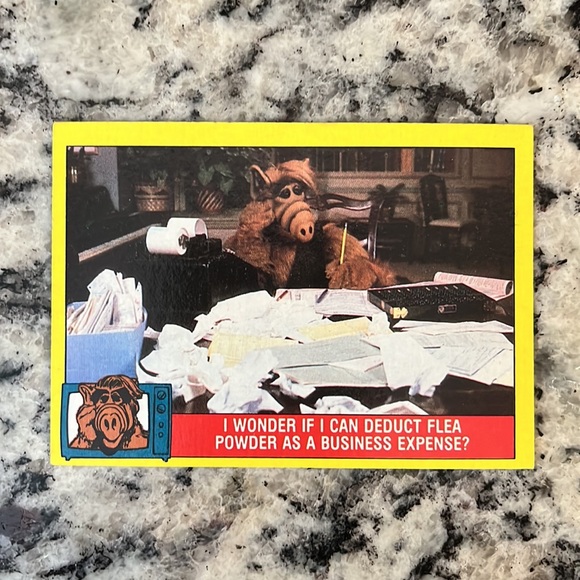 I WONDER IF I CAN DEDUCT FLEA
POWDER AS A BUSINESS EXPENSE?